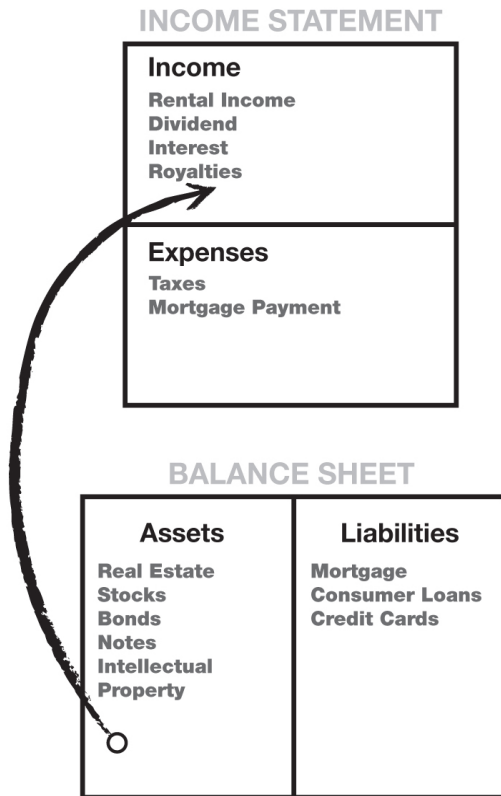 INCOME STATEMENT
Income
Rental Income
Dividend
Interest
Royalties
Expenses
Taxes
Mortgage Payment
BALANCE SHEET
Assets
Real Estate
Stocks
Bonds
Notes
Intellectual
Property
Liabilities
Mortgage
Consumer Loans
Credit Cards